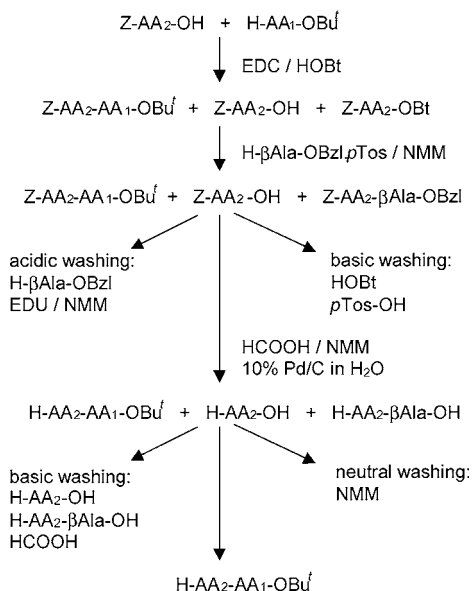 Z-AA₂-OH + H-AA₁-OBuᵗ
EDC / HOBt
Z-AA₂-AA₁-OBuᵗ + Z-AA₂-OH + Z-AA₂-OBt
H-βAla-OBzl.pTos / NMM
Z-AA₂-AA₁-OBuᵗ + Z-AA₂-OH + Z-AA₂-βAla-OBzl
acidic washing:
H-βAla-OBzl
EDU / NMM
basic washing:
HOBt
pTos-OH
HCOOH / NMM
10% Pd/C in H₂O
H-AA₂-AA₁-OBuᵗ + H-AA₂-OH + H-AA₂-βAla-OH
basic washing:
H-AA₂-OH
H-AA₂-βAla-OH
HCOOH
neutral washing:
NMM
H-AA₂-AA₁-OBuᵗ